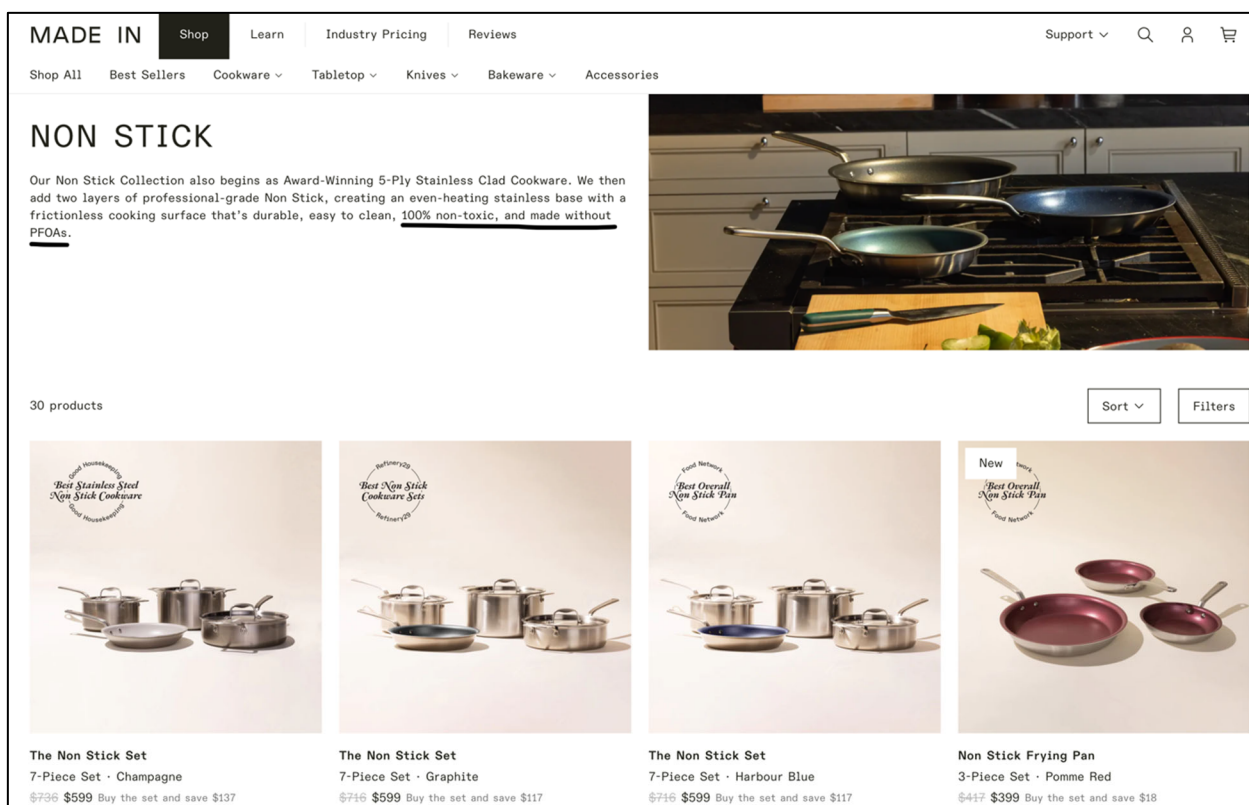 MADE IN Shop Learn Industry Pricing Reviews Support
Shop All Best Sellers Cookware Tabletop Knives Bakeware Accessories
NON STICK
Our Non Stick Collection also begins as Award-Winning 5-Ply Stainless Clad Cookware. We then
add two layers of professional-grade Non Stick, creating an even-heating stainless base with a
frictionless cooking surface that's durable, easy to clean, 100% non-toxic, and made without
PFOAs.
30 products Sort Filters
Good Housekeeping
Best Stainless Steel
Non Stick Cookware
Good Housekeeping
Refinery29
Best Non Stick
Cookware Sets
Refinery29
Food Network
Best Overall
Non Stick Pan
Food Network
New
work
Best Overall
Non Stick Pan
Food Network
The Non Stick Set
7-Piece Set · Champagne
$736 $599 Buy the set and save $137
The Non Stick Set
7-Piece Set · Graphite
$716 $599 Buy the set and save $117
The Non Stick Set
7-Piece Set · Harbour Blue
$716 $599 Buy the set and save $117
Non Stick Frying Pan
3-Piece Set · Pomme Red
$417 $399 Buy the set and save $18